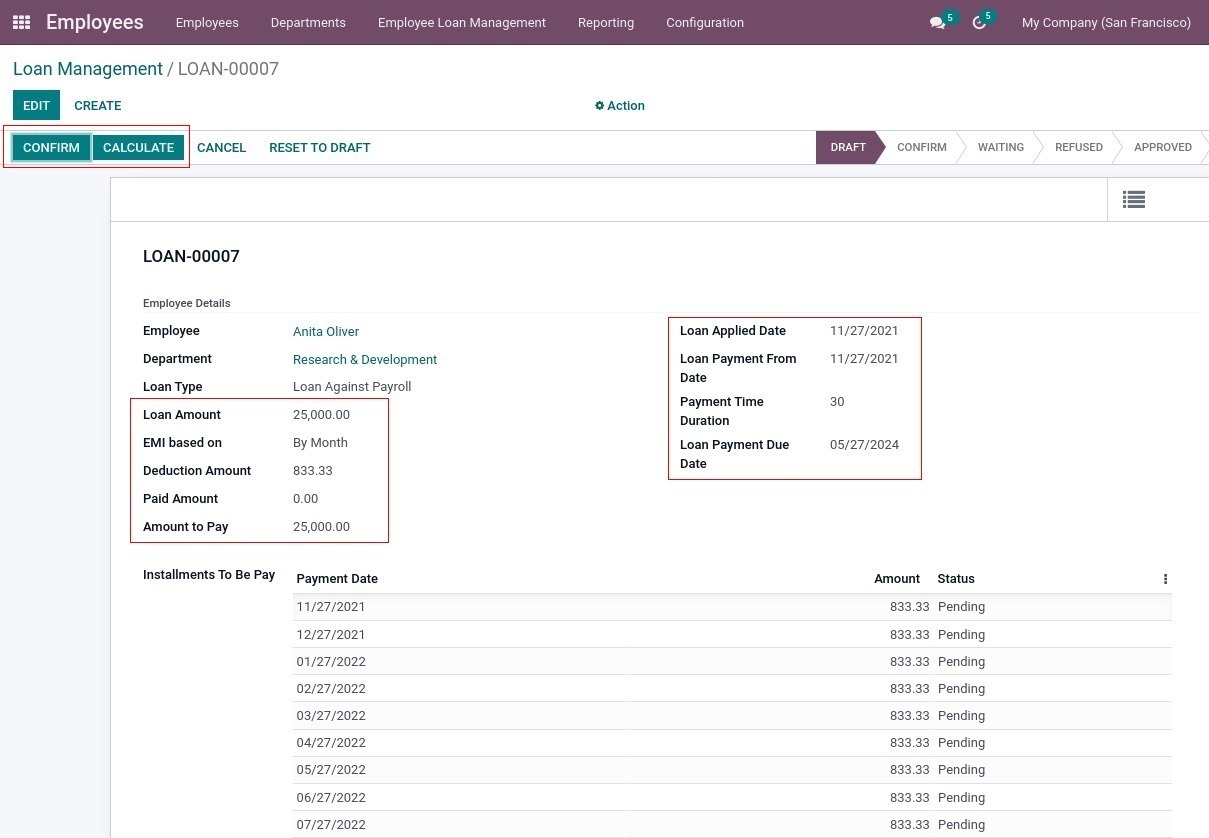 Employees Employees Departments Employee Loan Management Reporting Configuration 5 5 My Company (San Francisco)
Loan Management / LOAN-00007
EDIT CREATE Action
CONFIRM CALCULATE CANCEL RESET TO DRAFT DRAFT CONFIRM WAITING REFUSED APPROVED
LOAN-00007
Employee Details
Employee Anita Oliver Loan Applied Date 11/27/2021
Department Research & Development Loan Payment From 11/27/2021
Date
Loan Type Loan Against Payroll
Payment Time 30
Duration
Loan Amount 25,000.00
EMI based on By Month Loan Payment Due 05/27/2024
Date
Deduction Amount 833.33
Paid Amount 0.00
Amount to Pay 25,000.00
Installments To Be Pay Payment Date Amount Status
11/27/2021 833.33 Pending
12/27/2021 833.33 Pending
01/27/2022 833.33 Pending
02/27/2022 833.33 Pending
03/27/2022 833.33 Pending
04/27/2022 833.33 Pending
05/27/2022 833.33 Pending
06/27/2022 833.33 Pending
07/27/2022 833.33 Pending